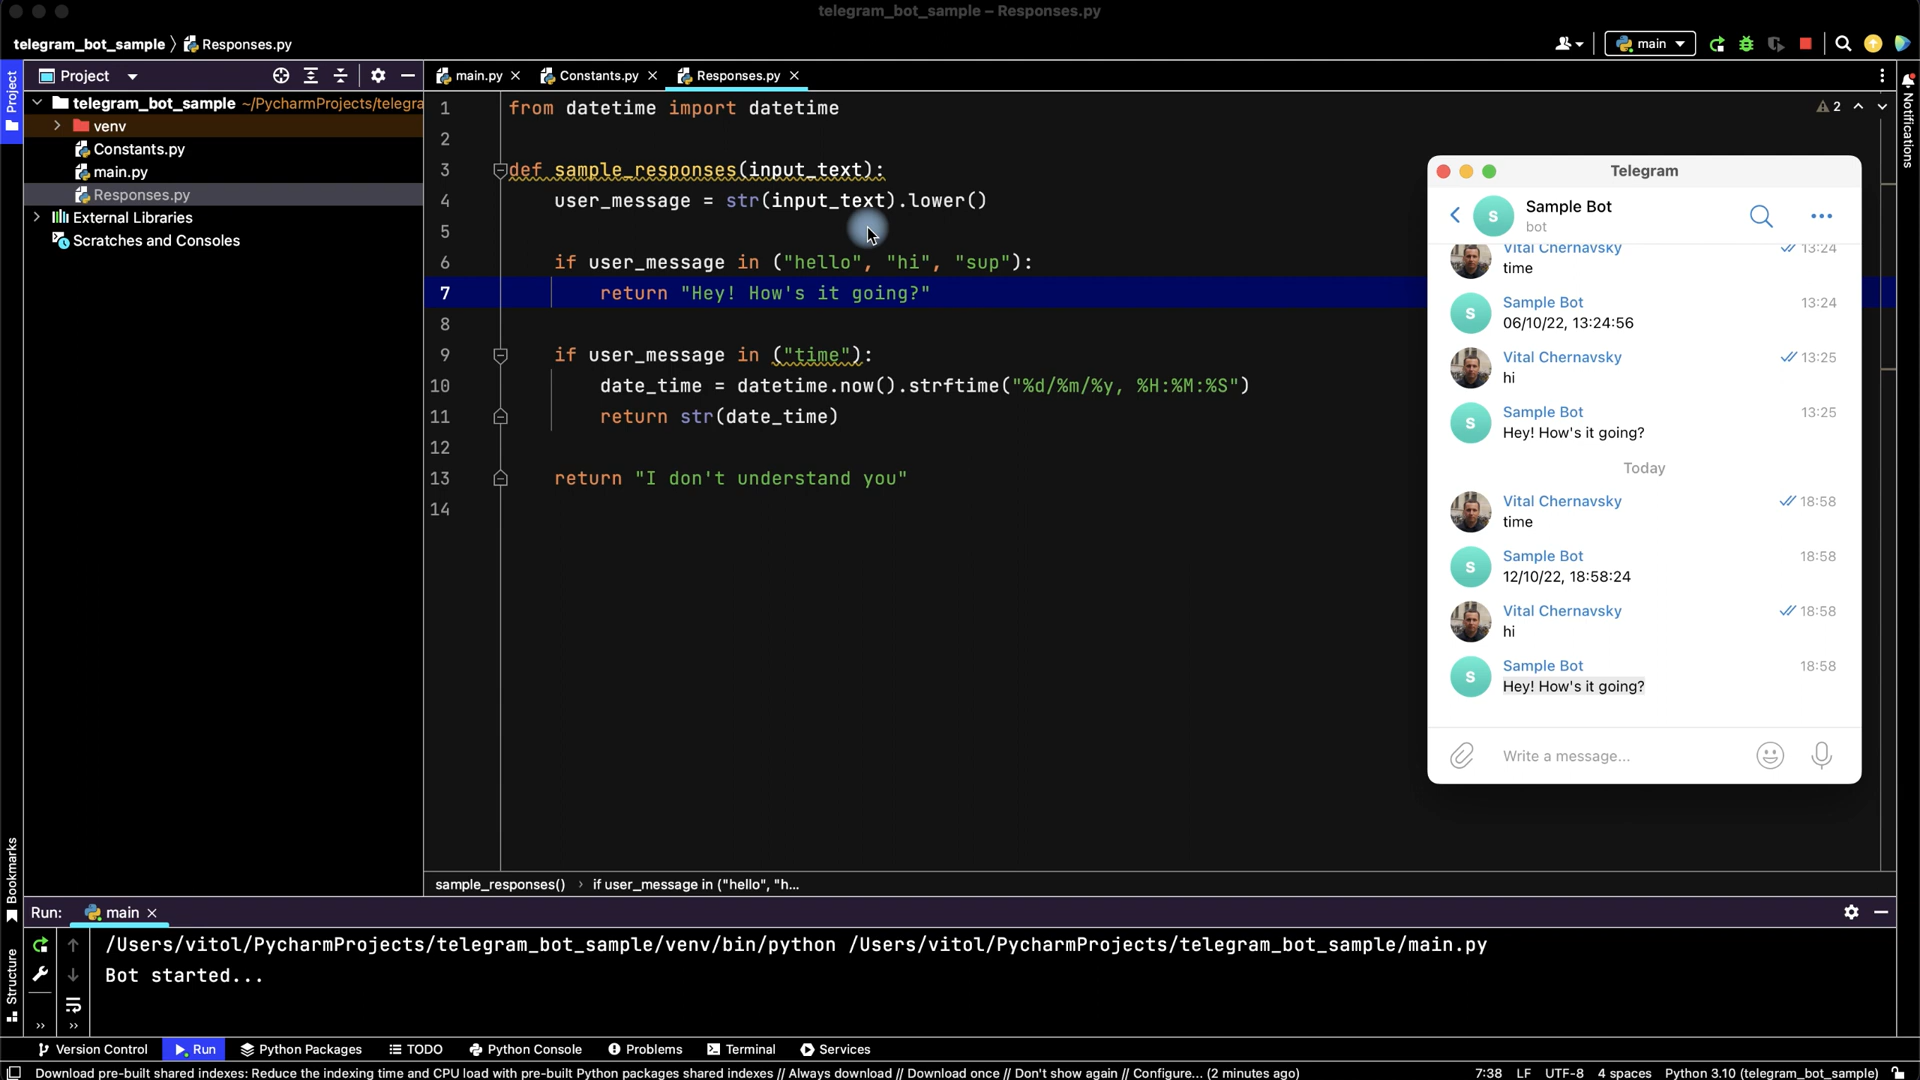 telegram_bot_sample – Responses.py
telegram_bot_sample
Responses.py
main
Project
Project
main.py
Constants.py
Responses.py
Notifications
telegram_bot_sample ~/PycharmProjects/telegra
venv
Constants.py
main.py
Responses.py
External Libraries
Scratches and Consoles
1 from datetime import datetime
2
3 def sample_responses(input_text):
4 user_message = str(input_text).lower()
5
6 if user_message in ("hello", "hi", "sup"):
7 return "Hey! How's it going?"
8
9 if user_message in ("time"):
10 date_time = datetime.now().strftime("%d/%m/%y, %H:%M:%S")
11 return str(date_time)
12
13 return "I don't understand you"
14
2
Telegram
S
Sample Bot
bot
Vital Chernavsky 13:24
time
S
Sample Bot 13:24
06/10/22, 13:24:56
Vital Chernavsky 13:25
hi
S
Sample Bot 13:25
Hey! How's it going?
Today
Vital Chernavsky 18:58
time
S
Sample Bot 18:58
12/10/22, 18:58:24
Vital Chernavsky 18:58
hi
S
Sample Bot 18:58
Hey! How's it going?
Write a message...
sample_responses() › if user_message in ("hello", "h...
Bookmarks
Structure
Run: main
/Users/vitol/PycharmProjects/telegram_bot_sample/venv/bin/python /Users/vitol/PycharmProjects/telegram_bot_sample/main.py
Bot started...
Version Control
Run
Python Packages
TODO
Python Console
Problems
Terminal
Services
Download pre-built shared indexes: Reduce the indexing time and CPU load with pre-built Python packages shared indexes // Always download // Download once // Don't show again // Configure... (2 minutes ago)
7:38 LF UTF-8 4 spaces Python 3.10 (telegram_bot_sample)